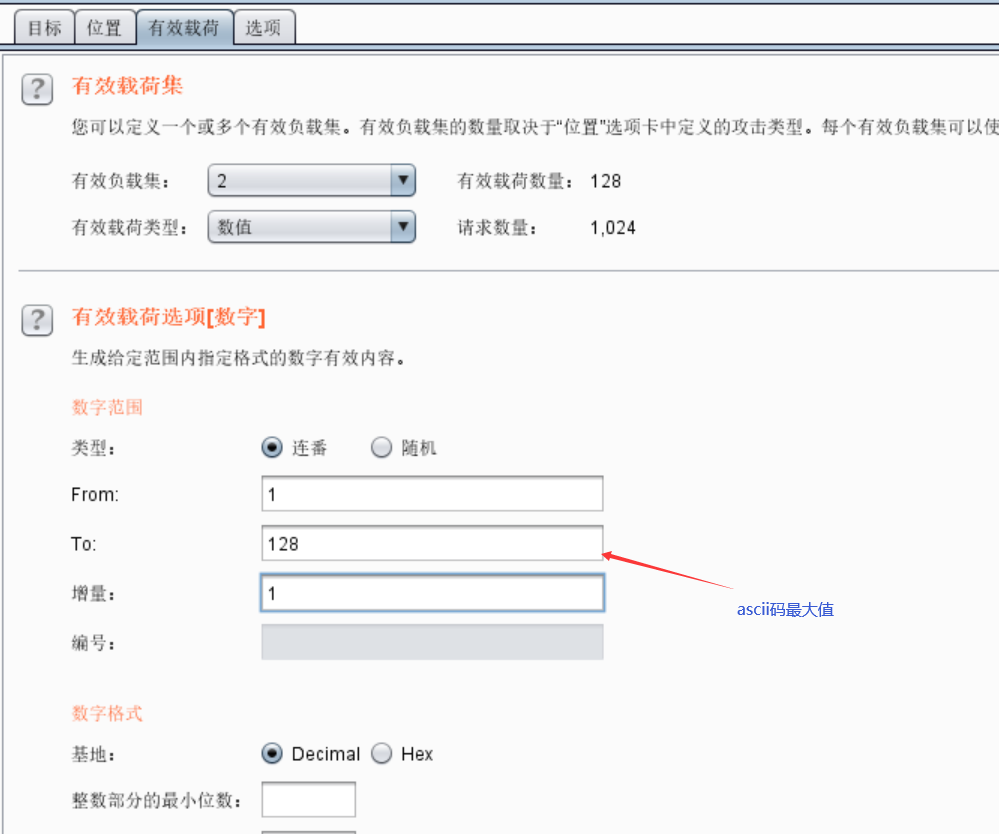 目标 位置 有效载荷 选项
有效载荷集
您可以定义一个或多个有效负载集。有效负载集的数量取决于“位置”选项卡中定义的攻击类型。每个有效负载集可以使
有效负载集： 2 有效载荷数量： 128
有效载荷类型： 数值 请求数量： 1,024
有效载荷选项[数字]
生成给定范围内指定格式的数字有效内容。
数字范围
类型： 连番 随机
From: 1
To: 128
增量： 1
ascii码最大值
编号：
数字格式
基地： Decimal Hex
整数部分的最小位数：